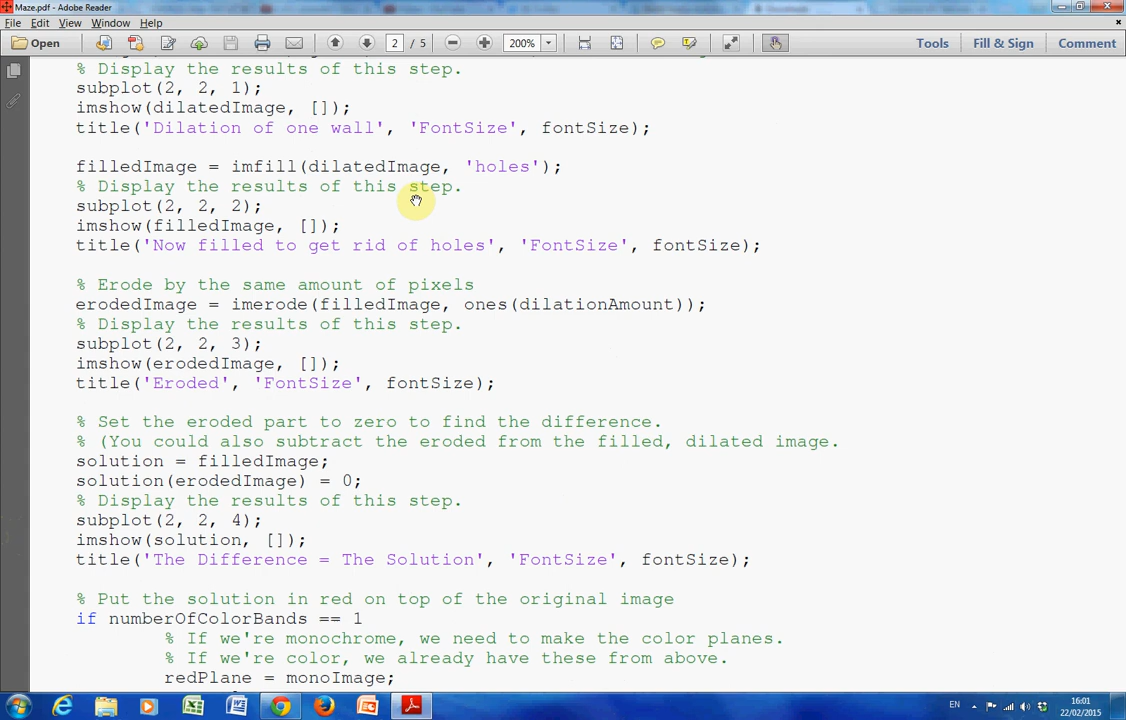 Maze.pdf - Adobe Reader
File Edit View Window Help
Open 2 / 5 200% Tools Fill & Sign Comment
% Display the results of this step.
subplot(2, 2, 1);
imshow(dilatedImage, []);
title('Dilation of one wall', 'FontSize', fontSize);
filledImage = imfill(dilatedImage, 'holes');
% Display the results of this step.
subplot(2, 2, 2);
imshow(filledImage, []);
title('Now filled to get rid of holes', 'FontSize', fontSize);
% Erode by the same amount of pixels
erodedImage = imerode(filledImage, ones(dilationAmount));
% Display the results of this step.
subplot(2, 2, 3);
imshow(erodedImage, []);
title('Eroded', 'FontSize', fontSize);
% Set the eroded part to zero to find the difference.
% (You could also subtract the eroded from the filled, dilated image.
solution = filledImage;
solution(erodedImage) = 0;
% Display the results of this step.
subplot(2, 2, 4);
imshow(solution, []);
title('The Difference = The Solution', 'FontSize', fontSize);
% Put the solution in red on top of the original image
if numberOfColorBands == 1
% If we're monochrome, we need to make the color planes.
% If we're color, we already have these from above.
redPlane = monoImage;
EN 16:01
22/02/2015